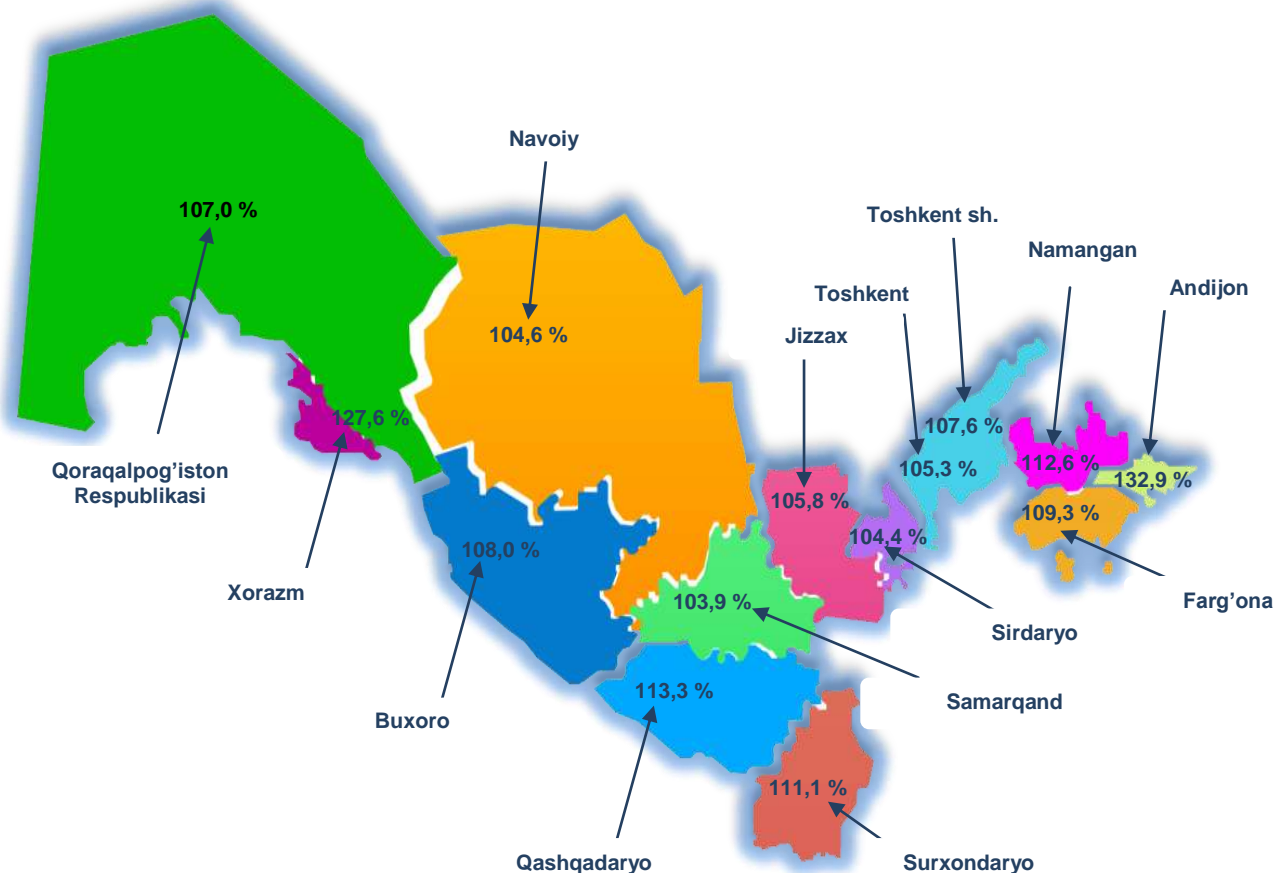 Navoiy
107,0 %
Toshkent sh.
Namangan
Toshkent
Andijon
104,6 %
Jizzax
127,6 %
107,6 %
112,6 %
Qoraqalpog’iston
Respublikasi
105,3 %
132,9 %
105,8 %
109,3 %
104,4 %
108,0 %
Xorazm
103,9 %
Farg’ona
Sirdaryo
113,3 %
Samarqand
Buxoro
111,1 %
Qashqadaryo
Surxondaryo